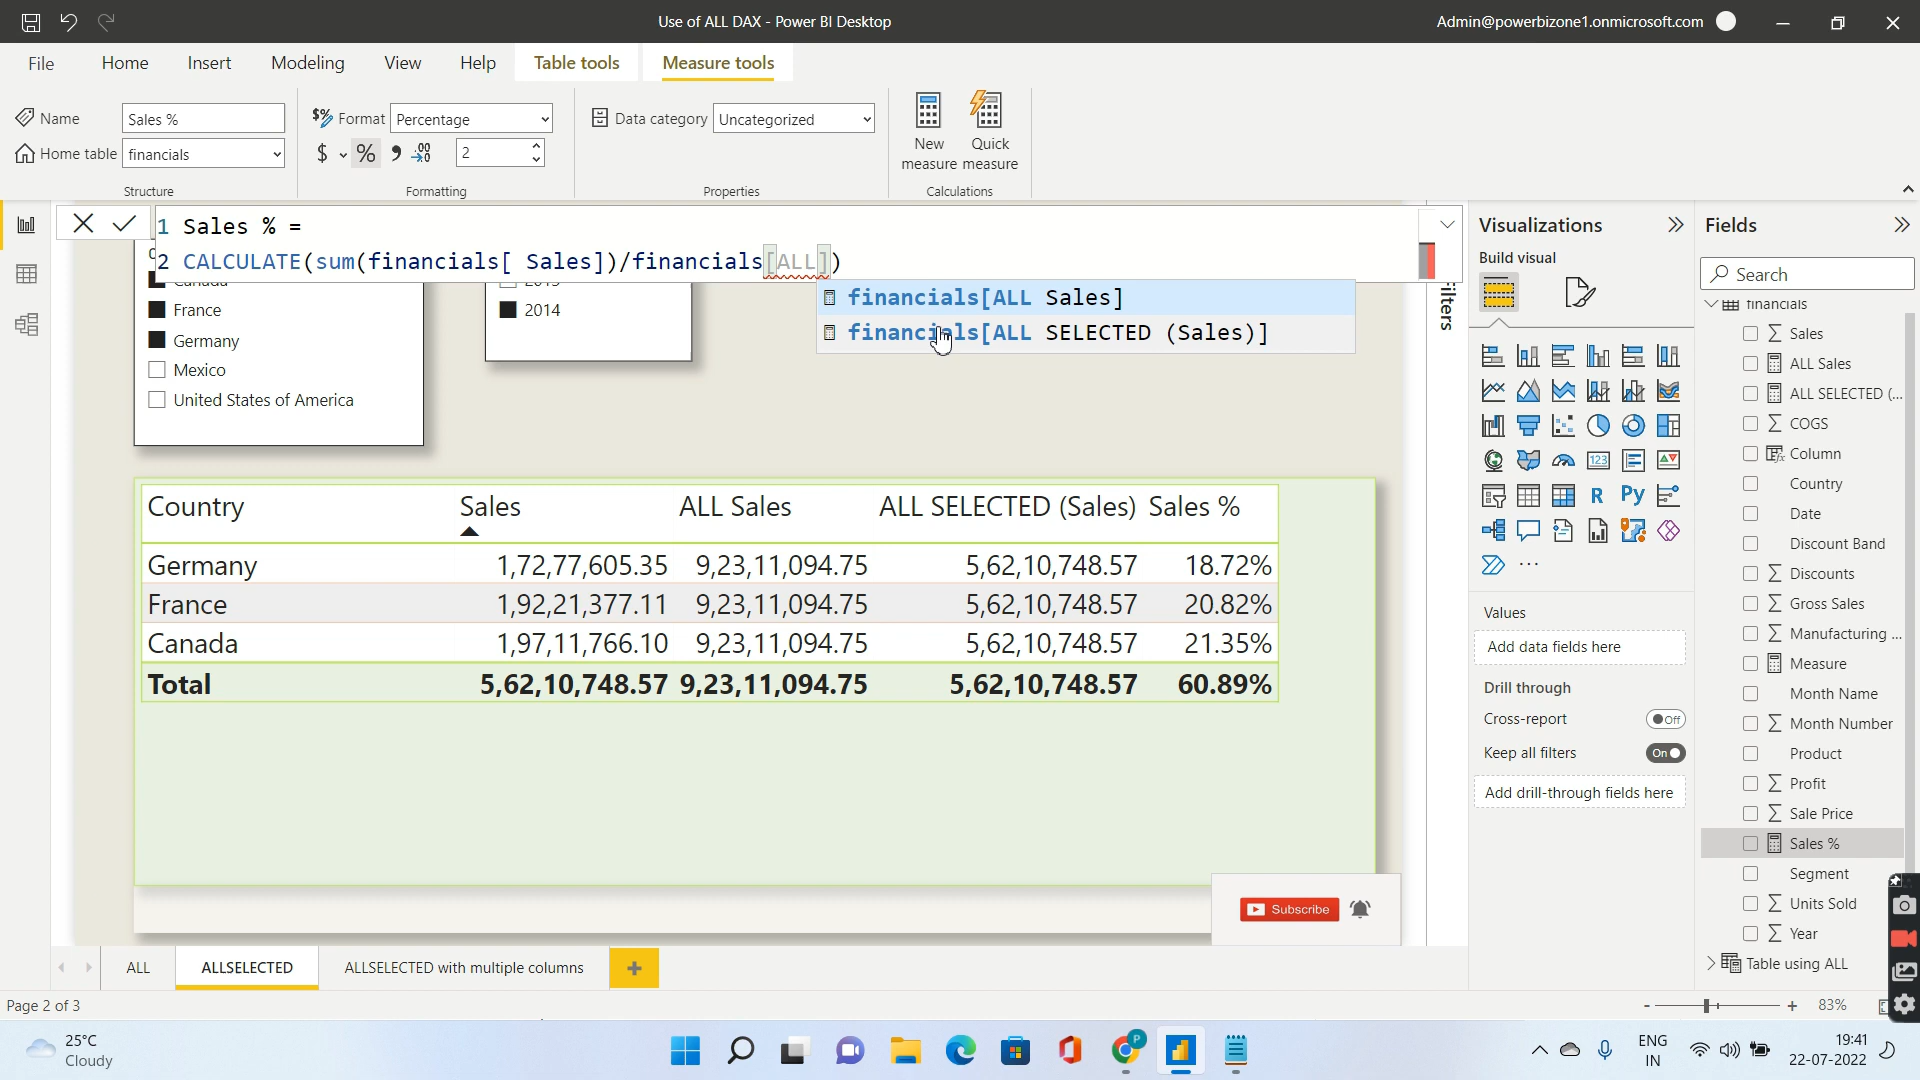 Use of ALL DAX - Power BI Desktop
Admin@powerbizone1.onmicrosoft.com
File Home Insert Modeling View Help Table tools Measure tools
Name Sales %
Home table financials
Structure
Format Percentage
$ % 9 .00 2
Formatting
Data category Uncategorized
Properties
New measure
Quick measure
Calculations
1 Sales % =
2 CALCULATE(sum(financials[ Sales])/financials[ALL])
financials[ALL Sales]
financials[ALL SELECTED (Sales)]
Canada
France
Germany
Mexico
United States of America
2013
2014
Country Sales ALL Sales ALL SELECTED (Sales) Sales %
Germany 1,72,77,605.35 9,23,11,094.75 5,62,10,748.57 18.72%
France 1,92,21,377.11 9,23,11,094.75 5,62,10,748.57 20.82%
Canada 1,97,11,766.10 9,23,11,094.75 5,62,10,748.57 21.35%
Total 5,62,10,748.57 9,23,11,094.75 5,62,10,748.57 60.89%
Subscribe
ilters
Visualizations
Build visual
123
R Py
...
Values
Add data fields here
Drill through
Cross-report Off
Keep all filters On
Add drill-through fields here
Fields
Search
financials
Sales
ALL Sales
ALL SELECTED (...
COGS
Column
Country
Date
Discount Band
Discounts
Gross Sales
Manufacturing ...
Measure
Month Name
Month Number
Product
Profit
Sale Price
Sales %
Segment
Units Sold
Year
Table using ALL
ALL ALLSELECTED ALLSELECTED with multiple columns +
Page 2 of 3
- + 83%
25°C
Cloudy
P
ENG
IN
19:41
22-07-2022